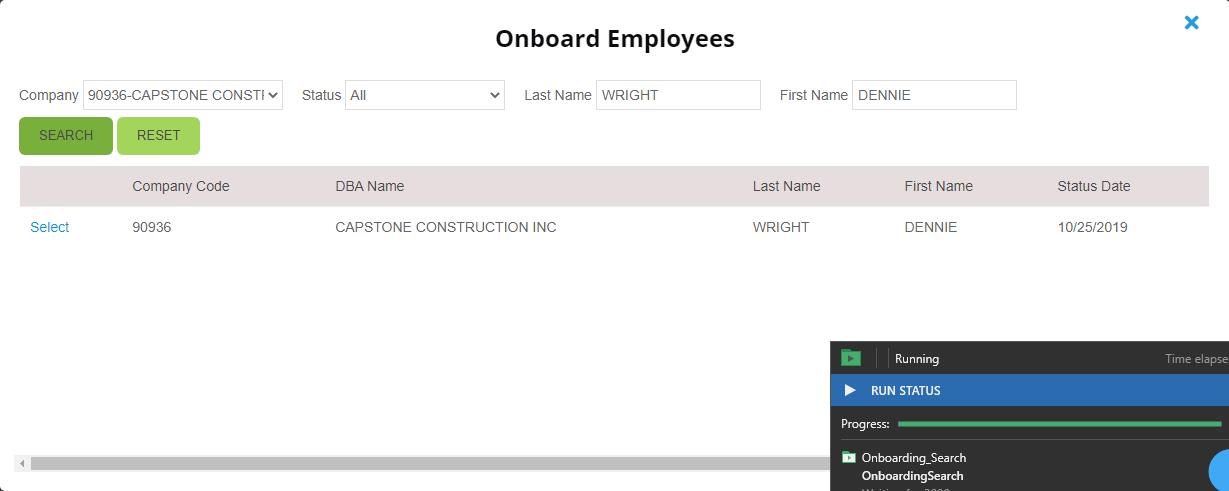 Onboard Employees
Company 90936-CAPSTONE CONST Status All Last Name WRIGHT First Name DENNIE
SEARCH RESET
Company Code DBA Name Last Name First Name Status Date
Select 90936 CAPSTONE CONSTRUCTION INC WRIGHT DENNIE 10/25/2019
Running Time elapse
RUN STATUS
Progress:
Onboarding_Search
OnboardingSearch